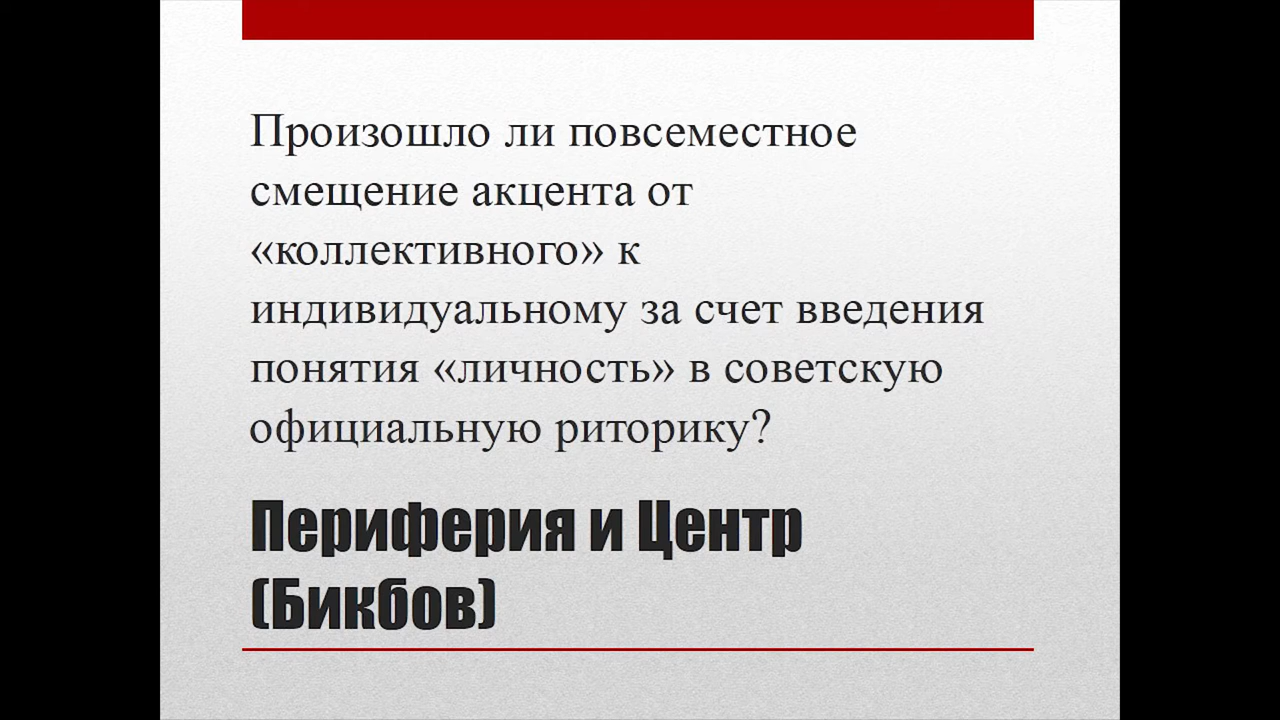 Произошло ли повсеместное
смещение акцента от
«коллективного» к
индивидуальному за счет введения
понятия «личность» в советскую
официальную риторику?
Периферия и Центр
(Бикбов)